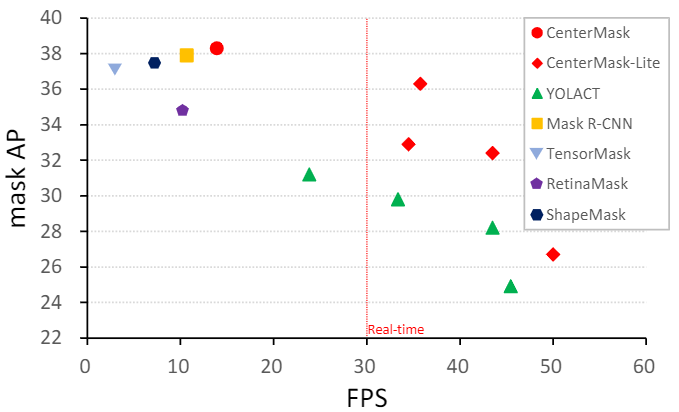 40
38
36
34
32
30
28
26
24
22
mask AP
0
10
20
30
40
50
60
FPS
Real-time
CenterMask
CenterMask-Lite
YOLACT
Mask R-CNN
TensorMask
RetinaMask
ShapeMask